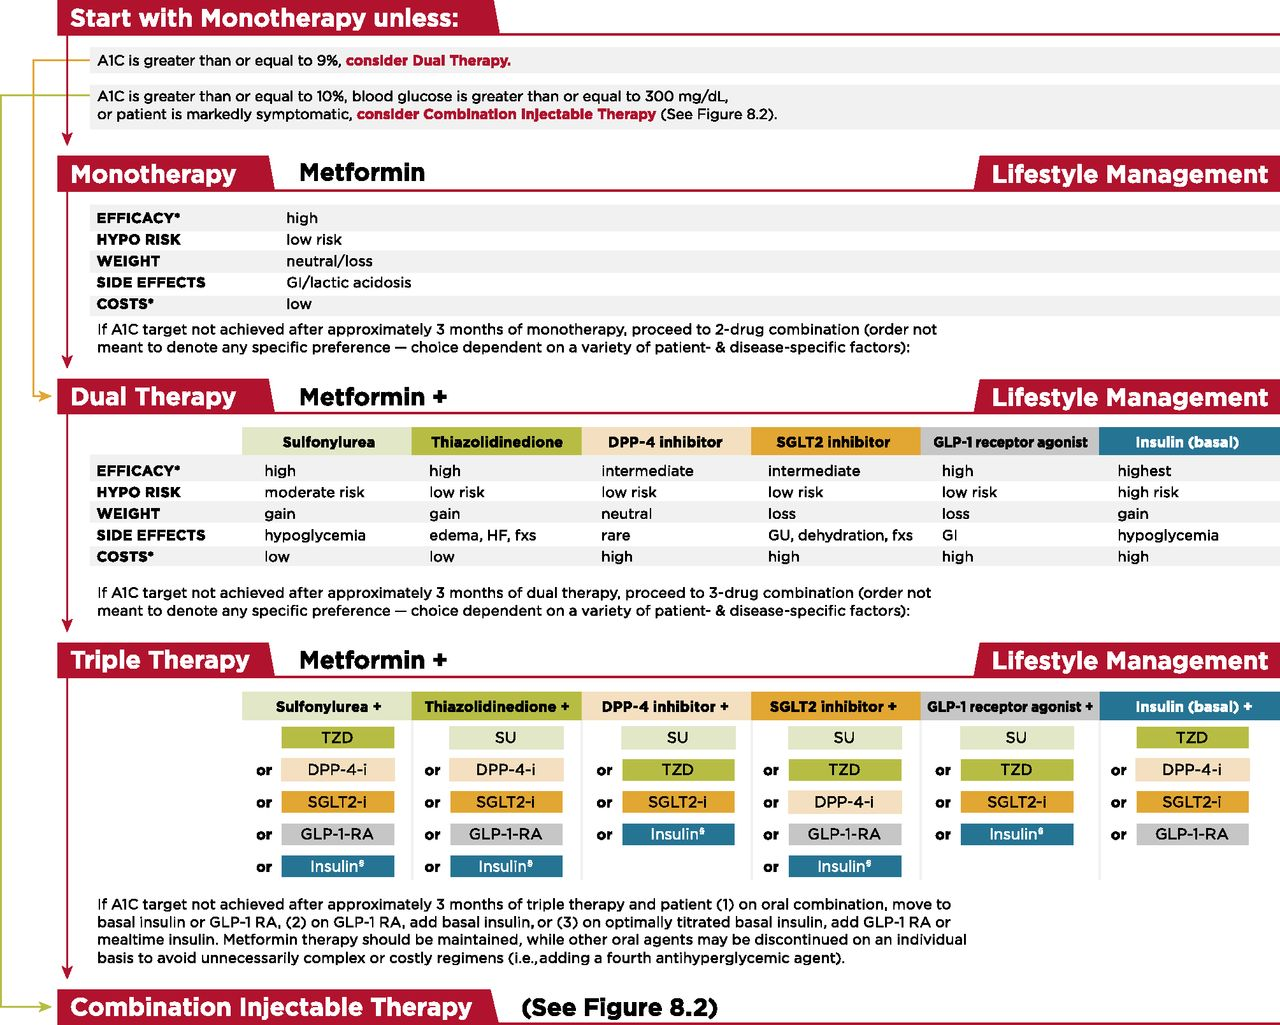 Start with Monotherapy unless:
A1C is greater than or equal to 9%, consider Dual Therapy.
A1C is greater than or equal to 10%, blood glucose is greater than or equal to 300 mg/dL,
or patient is markedly symptomatic, consider Combination Injectable Therapy (See Figure 8.2).
Monotherapy Metformin Lifestyle Management
EFFICACY* high
HYPO RISK low risk
WEIGHT neutral/loss
SIDE EFFECTS GI/lactic acidosis
COSTS* low
If A1C target not achieved after approximately 3 months of monotherapy, proceed to 2-drug combination (order not
meant to denote any specific preference — choice dependent on a variety of patient- & disease-specific factors):
Dual Therapy Metformin + Lifestyle Management
Sulfonylurea Thiazolidinedione DPP-4 inhibitor SGLT2 inhibitor GLP-1 receptor agonist Insulin (basal)
EFFICACY* high high intermediate intermediate high highest
HYPO RISK moderate risk low risk low risk low risk low risk high risk
WEIGHT gain gain neutral loss loss gain
SIDE EFFECTS hypoglycemia edema, HF, fxs rare GU, dehydration, fxs GI hypoglycemia
COSTS* low low high high high high
If A1C target not achieved after approximately 3 months of dual therapy, proceed to 3-drug combination (order not
meant to denote any specific preference — choice dependent on a variety of patient- & disease-specific factors):
Triple Therapy Metformin + Lifestyle Management
Sulfonylurea + Thiazolidinedione + DPP-4 inhibitor + SGLT2 inhibitor + GLP-1 receptor agonist + Insulin (basal) +
TZD SU SU SU SU TZD
or DPP-4-i or DPP-4-i or TZD or TZD or TZD or DPP-4-i
or SGLT2-i or SGLT2-i or SGLT2-i or DPP-4-i or SGLT2-i or SGLT2-i
or GLP-1-RA or GLP-1-RA or Insulin§ or GLP-1-RA or Insulin§ or GLP-1-RA
or Insulin§ or Insulin§ or Insulin§
If A1C target not achieved after approximately 3 months of triple therapy and patient (1) on oral combination, move to
basal insulin or GLP-1 RA, (2) on GLP-1 RA, add basal insulin, or (3) on optimally titrated basal insulin, add GLP-1 RA or
mealtime insulin. Metformin therapy should be maintained, while other oral agents may be discontinued on an individual
basis to avoid unnecessarily complex or costly regimens (i.e., adding a fourth antihyperglycemic agent).
Combination Injectable Therapy (See Figure 8.2)